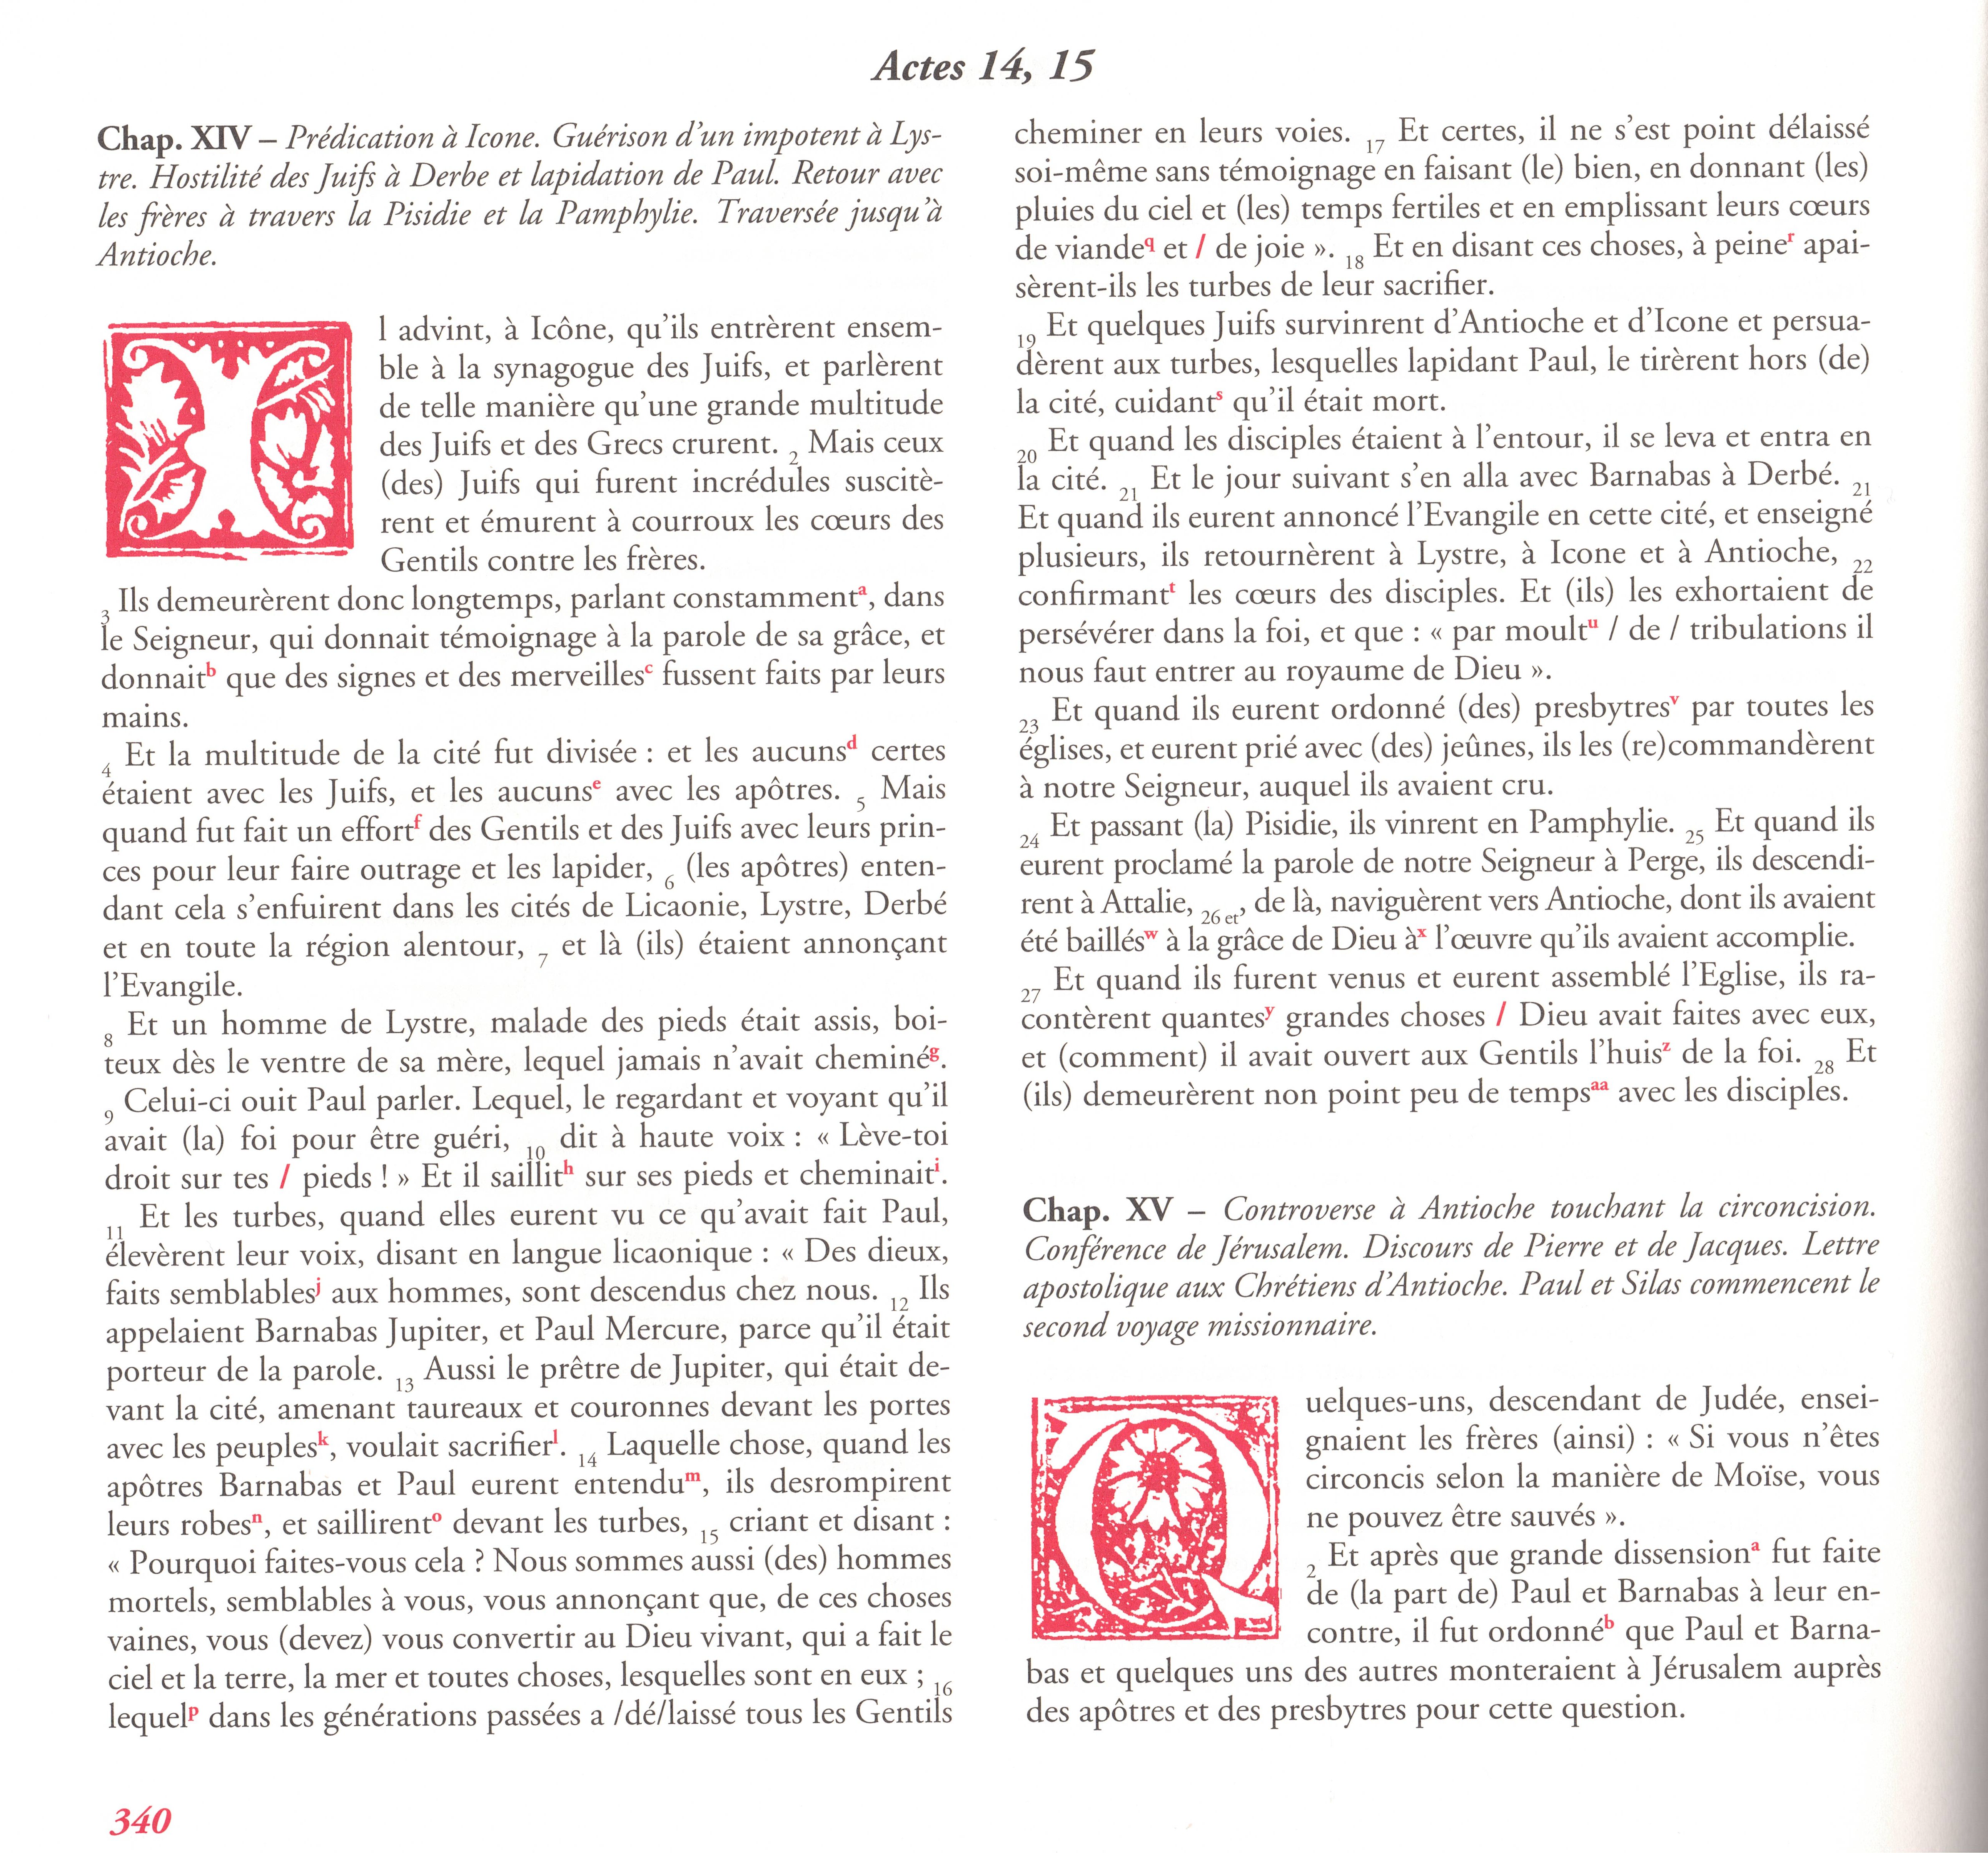 Actes 14, 15
Chap. XIV – Prédication à Icone. Guérison d'un impotent à Lys-
tre. Hostilité des Juifs à Derbe et lapidation de Paul. Retour avec
les frères à travers la Pisidie et la Pamphylie. Traversée jusqu'à
Antioche.
Il advint, à Icône, qu'ils entrèrent ensem-
ble à la synagogue des Juifs, et parlèrent
de telle manière qu'une grande multitude
des Juifs et des Grecs crurent. 2 Mais ceux
(des) Juifs qui furent incrédules suscitè-
rent et émurent à courroux les cœurs des
Gentils contre les frères.
3 Ils demeurèrent donc longtemps, parlant constamment a, dans
le Seigneur, qui donnait témoignage à la parole de sa grâce, et
donnait b que des signes et des merveilles c fussent faits par leurs
mains.
4 Et la multitude de la cité fut divisée : et les aucuns d certes
étaient avec les Juifs, et les aucuns e avec les apôtres. 5 Mais
quand fut fait un effort f des Gentils et des Juifs avec leurs prin-
ces pour leur faire outrage et les lapider, 6 (les apôtres) enten-
dant cela s'enfuirent dans les cités de Licaonie, Lystre, Derbé
et en toute la région alentour, 7 et là (ils) étaient annonçant
l'Evangile.
8 Et un homme de Lystre, malade des pieds était assis, boi-
teux dès le ventre de sa mère, lequel jamais n'avait cheminé g.
9 Celui-ci ouit Paul parler. Lequel, le regardant et voyant qu'il
avait (la) foi pour être guéri, 10 dit à haute voix : « Lève-toi
droit sur tes / pieds ! » Et il saillit h sur ses pieds et cheminait i.
11 Et les turbes, quand elles eurent vu ce qu'avait fait Paul,
élevèrent leur voix, disant en langue licaonique : « Des dieux,
faits semblables j aux hommes, sont descendus chez nous. 12 Ils
appelaient Barnabas Jupiter, et Paul Mercure, parce qu'il était
porteur de la parole. 13 Aussi le prêtre de Jupiter, qui était de-
vant la cité, amenant taureaux et couronnes devant les portes
avec les peuples k, voulait sacrifier l. 14 Laquelle chose, quand les
apôtres Barnabas et Paul eurent entendu m, ils desrompirent
leurs robes n, et saillirent o devant les turbes, 15 criant et disant :
« Pourquoi faites-vous cela ? Nous sommes aussi (des) hommes
mortels, semblables à vous, vous annonçant que, de ces choses
vaines, vous (devez) vous convertir au Dieu vivant, qui a fait le
ciel et la terre, la mer et toutes choses, lesquelles sont en eux ; 16
lequel p dans les générations passées a /dé/laissé tous les Gentils
cheminer en leurs voies. 17 Et certes, il ne s'est point délaissé
soi-même sans témoignage en faisant (le) bien, en donnant (les)
pluies du ciel et (les) temps fertiles et en emplissant leurs cœurs
de viande q et / de joie ». 18 Et en disant ces choses, à peine r apai-
sèrent-ils les turbes de leur sacrifier.
19 Et quelques Juifs survinrent d'Antioche et d'Icone et persua-
dèrent aux turbes, lesquelles lapidant Paul, le tirèrent hors (de)
la cité, cuidant s qu'il était mort.
20 Et quand les disciples étaient à l'entour, il se leva et entra en
la cité. 21 Et le jour suivant s'en alla avec Barnabas à Derbé. 21
Et quand ils eurent annoncé l'Evangile en cette cité, et enseigné
plusieurs, ils retournèrent à Lystre, à Icone et à Antioche, 22
confirmant t les cœurs des disciples. Et (ils) les exhortaient de
persévérer dans la foi, et que : « par moult u / de / tribulations il
nous faut entrer au royaume de Dieu ».
23 Et quand ils eurent ordonné (des) presbytres v par toutes les
églises, et eurent prié avec (des) jeûnes, ils les (re)commandèrent
à notre Seigneur, auquel ils avaient cru.
24 Et passant (la) Pisidie, ils vinrent en Pamphylie. 25 Et quand ils
eurent proclamé la parole de notre Seigneur à Perge, ils descendi-
rent à Attalie, 26 et, de là, naviguèrent vers Antioche, dont ils avaient
été baillés w à la grâce de Dieu à x l'œuvre qu'ils avaient accomplie.
27 Et quand ils furent venus et eurent assemblé l'Eglise, ils ra-
contèrent quantes y grandes choses / Dieu avait faites avec eux,
et (comment) il avait ouvert aux Gentils l'huis z de la foi. 28 Et
(ils) demeurèrent non point peu de temps aa avec les disciples.
Chap. XV – Controverse à Antioche touchant la circoncision.
Conférence de Jérusalem. Discours de Pierre et de Jacques. Lettre
apostolique aux Chrétiens d'Antioche. Paul et Silas commencent le
second voyage missionnaire.
Quelques-uns, descendant de Judée, ensei-
gnaient les frères (ainsi) : « Si vous n'êtes
circoncis selon la manière de Moïse, vous
ne pouvez être sauvés ».
2 Et après que grande dissension a fut faite
de (la part de) Paul et Barnabas à leur en-
contre, il fut ordonné b que Paul et Barna-
bas et quelques uns des autres monteraient à Jérusalem auprès
des apôtres et des presbytres pour cette question.
340